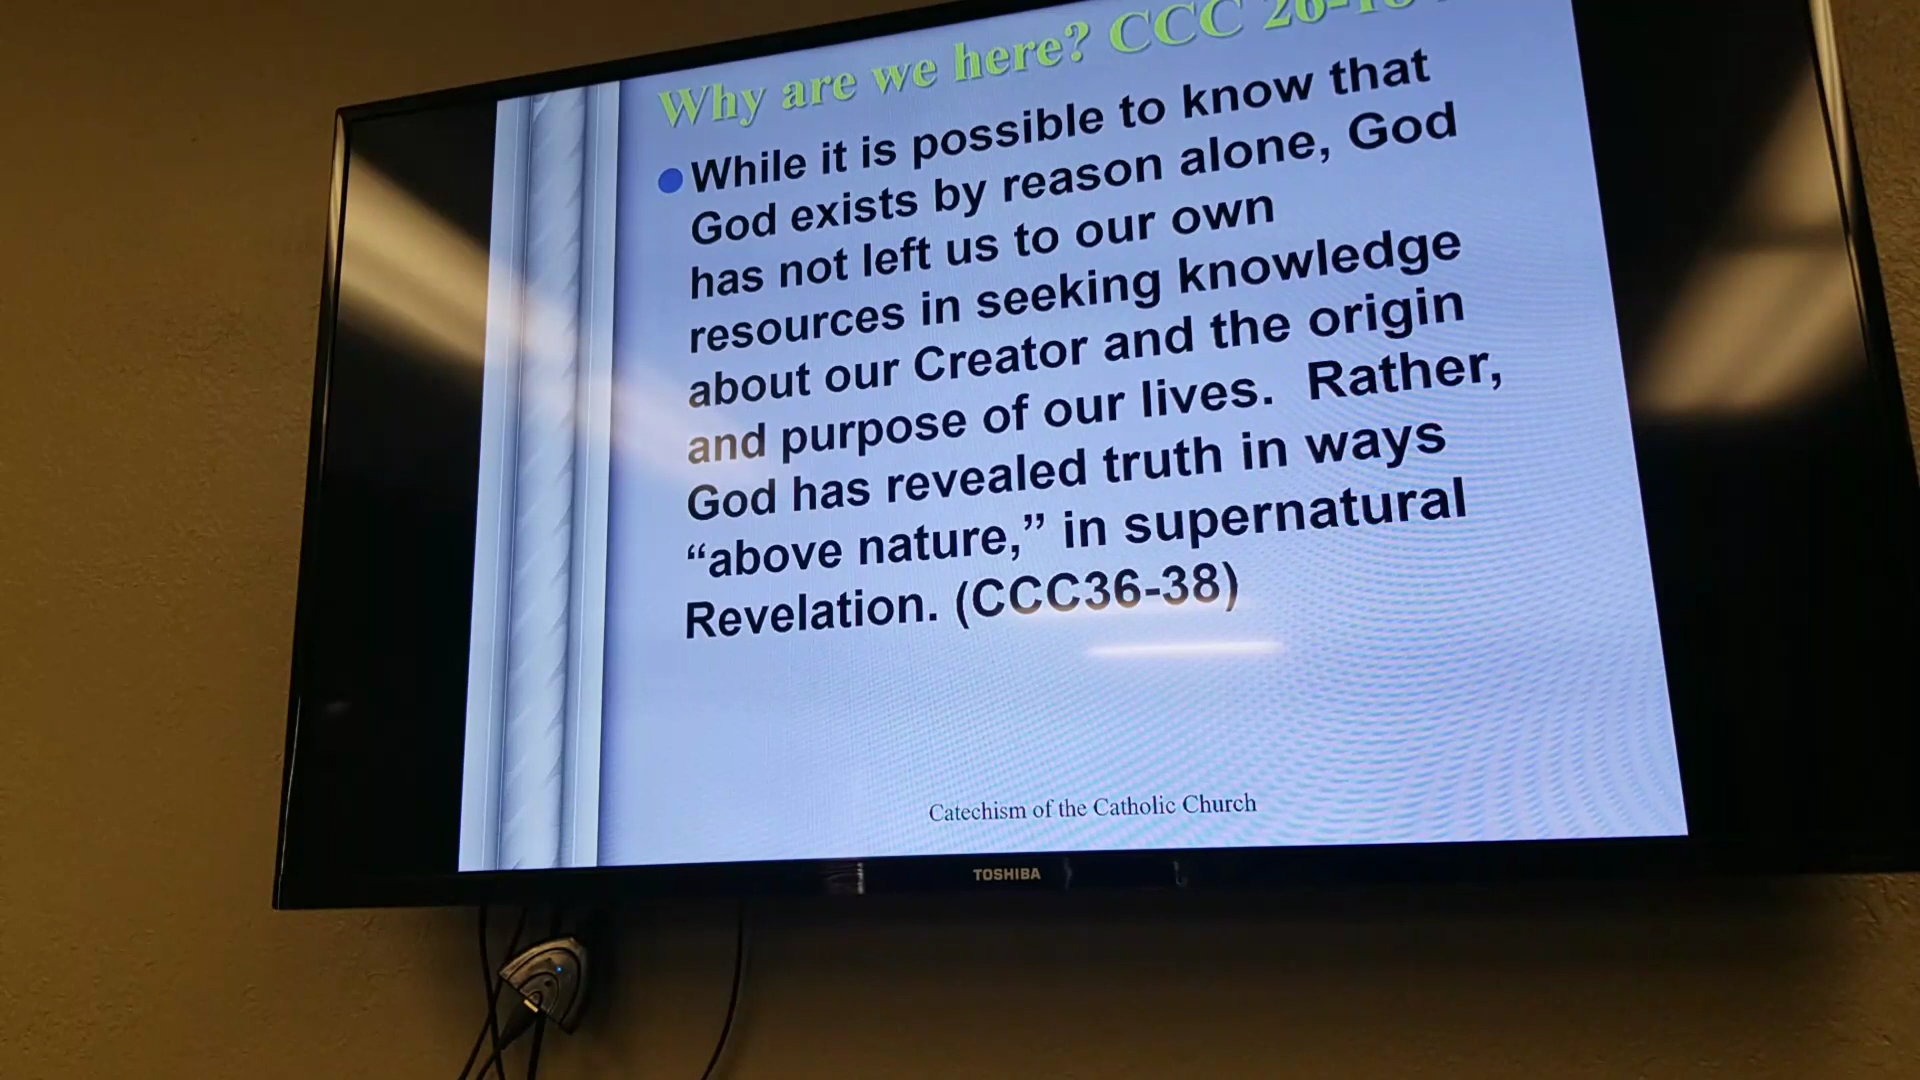 Why are we here? CCC
While it is possible to know that
God exists by reason alone, God
has not left us to our own
resources in seeking knowledge
about our Creator and the origin
and purpose of our lives.  Rather,
God has revealed truth in ways
“above nature,” in supernatural
Revelation. (CCC36-38)
Catechism of the Catholic Church
TOSHIBA